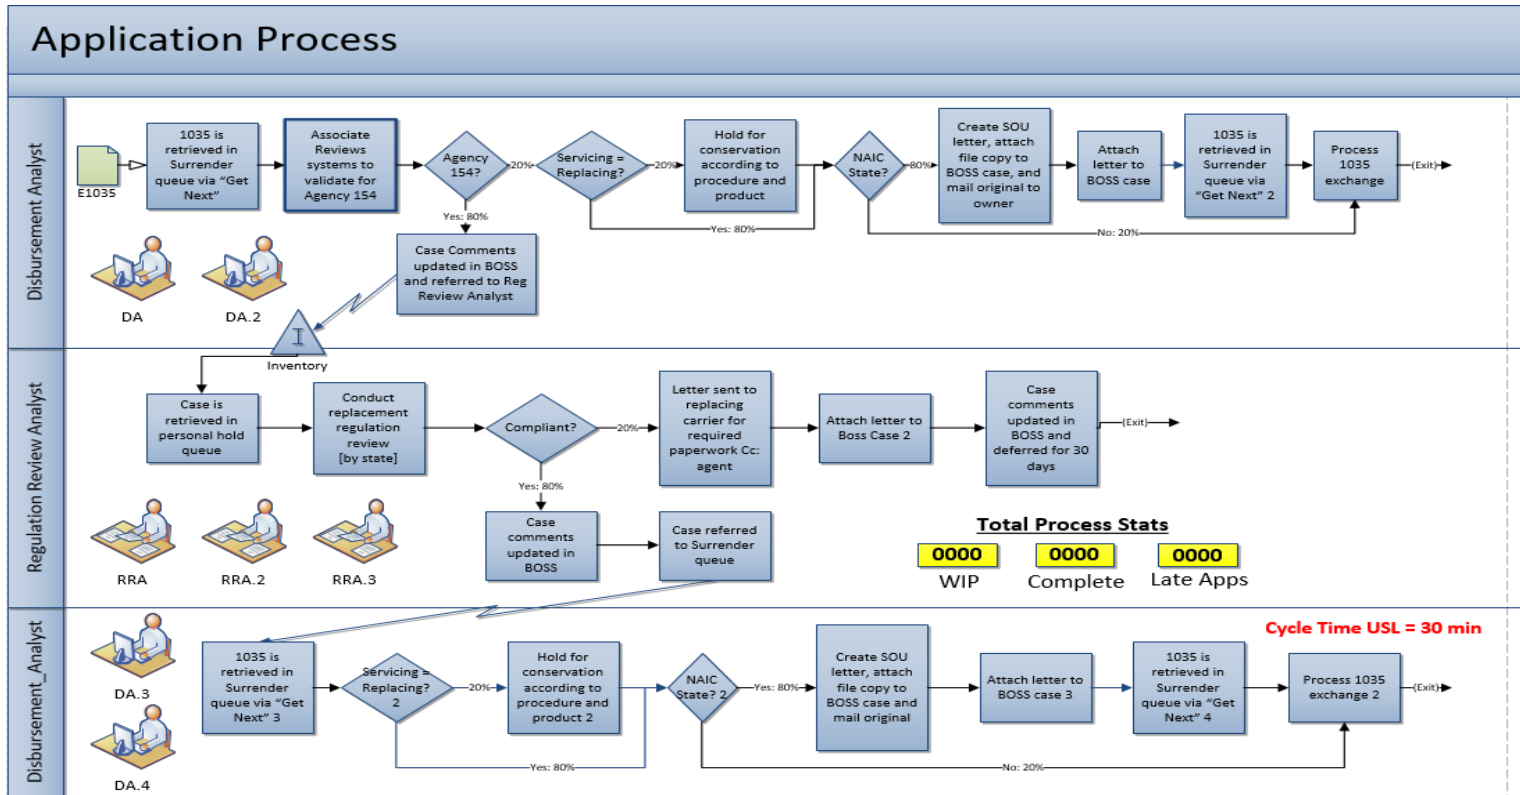 Application Process
Disbursement Analyst
E1035
1035 is
retrieved in
Surrender
queue via “Get
Next”
Associate
Reviews
systems to
validate for
Agency 154
Agency
154?
20%
Yes: 80%
Case Comments
updated in BOSS
and referred to Reg
Review Analyst
Servicing =
Replacing?
20%
Yes: 80%
Hold for
conservation
according to
procedure and
product
NAIC
State?
80%
No: 20%
Create SOU
letter, attach
file copy to
BOSS case, and
mail original to
owner
Attach
letter to
BOSS case
1035 is
retrieved in
Surrender
queue via
“Get Next” 2
Process
1035
exchange
(Exit)
DA
DA.2
I
Inventory
Regulation Review Analyst
Case is
retrieved in
personal hold
queue
Conduct
replacement
regulation
review
[by state]
Compliant?
20%
Yes: 80%
Letter sent to
replacing
carrier for
required
paperwork Cc:
agent
Attach letter to
Boss Case 2
Case
comments
updated in
BOSS and
deferred for 30
days
(Exit)
Case
comments
updated in
BOSS
Case referred
to Surrender
queue
RRA
RRA.2
RRA.3
Total Process Stats
0000
0000
0000
WIP
Complete
Late Apps
Disbursement_Analyst
DA.3
DA.4
Cycle Time USL = 30 min
1035 is
retrieved in
Surrender
queue via “Get
Next” 3
Servicing =
Replacing?
2
20%
Yes: 80%
Hold for
conservation
according to
procedure and
product 2
NAIC
State? 2
Yes: 80%
No: 20%
Create SOU
letter, attach
file copy to
BOSS case and
mail original
Attach letter to
BOSS case 3
1035 is
retrieved in
Surrender
queue via “Get
Next” 4
Process 1035
exchange 2
(Exit)